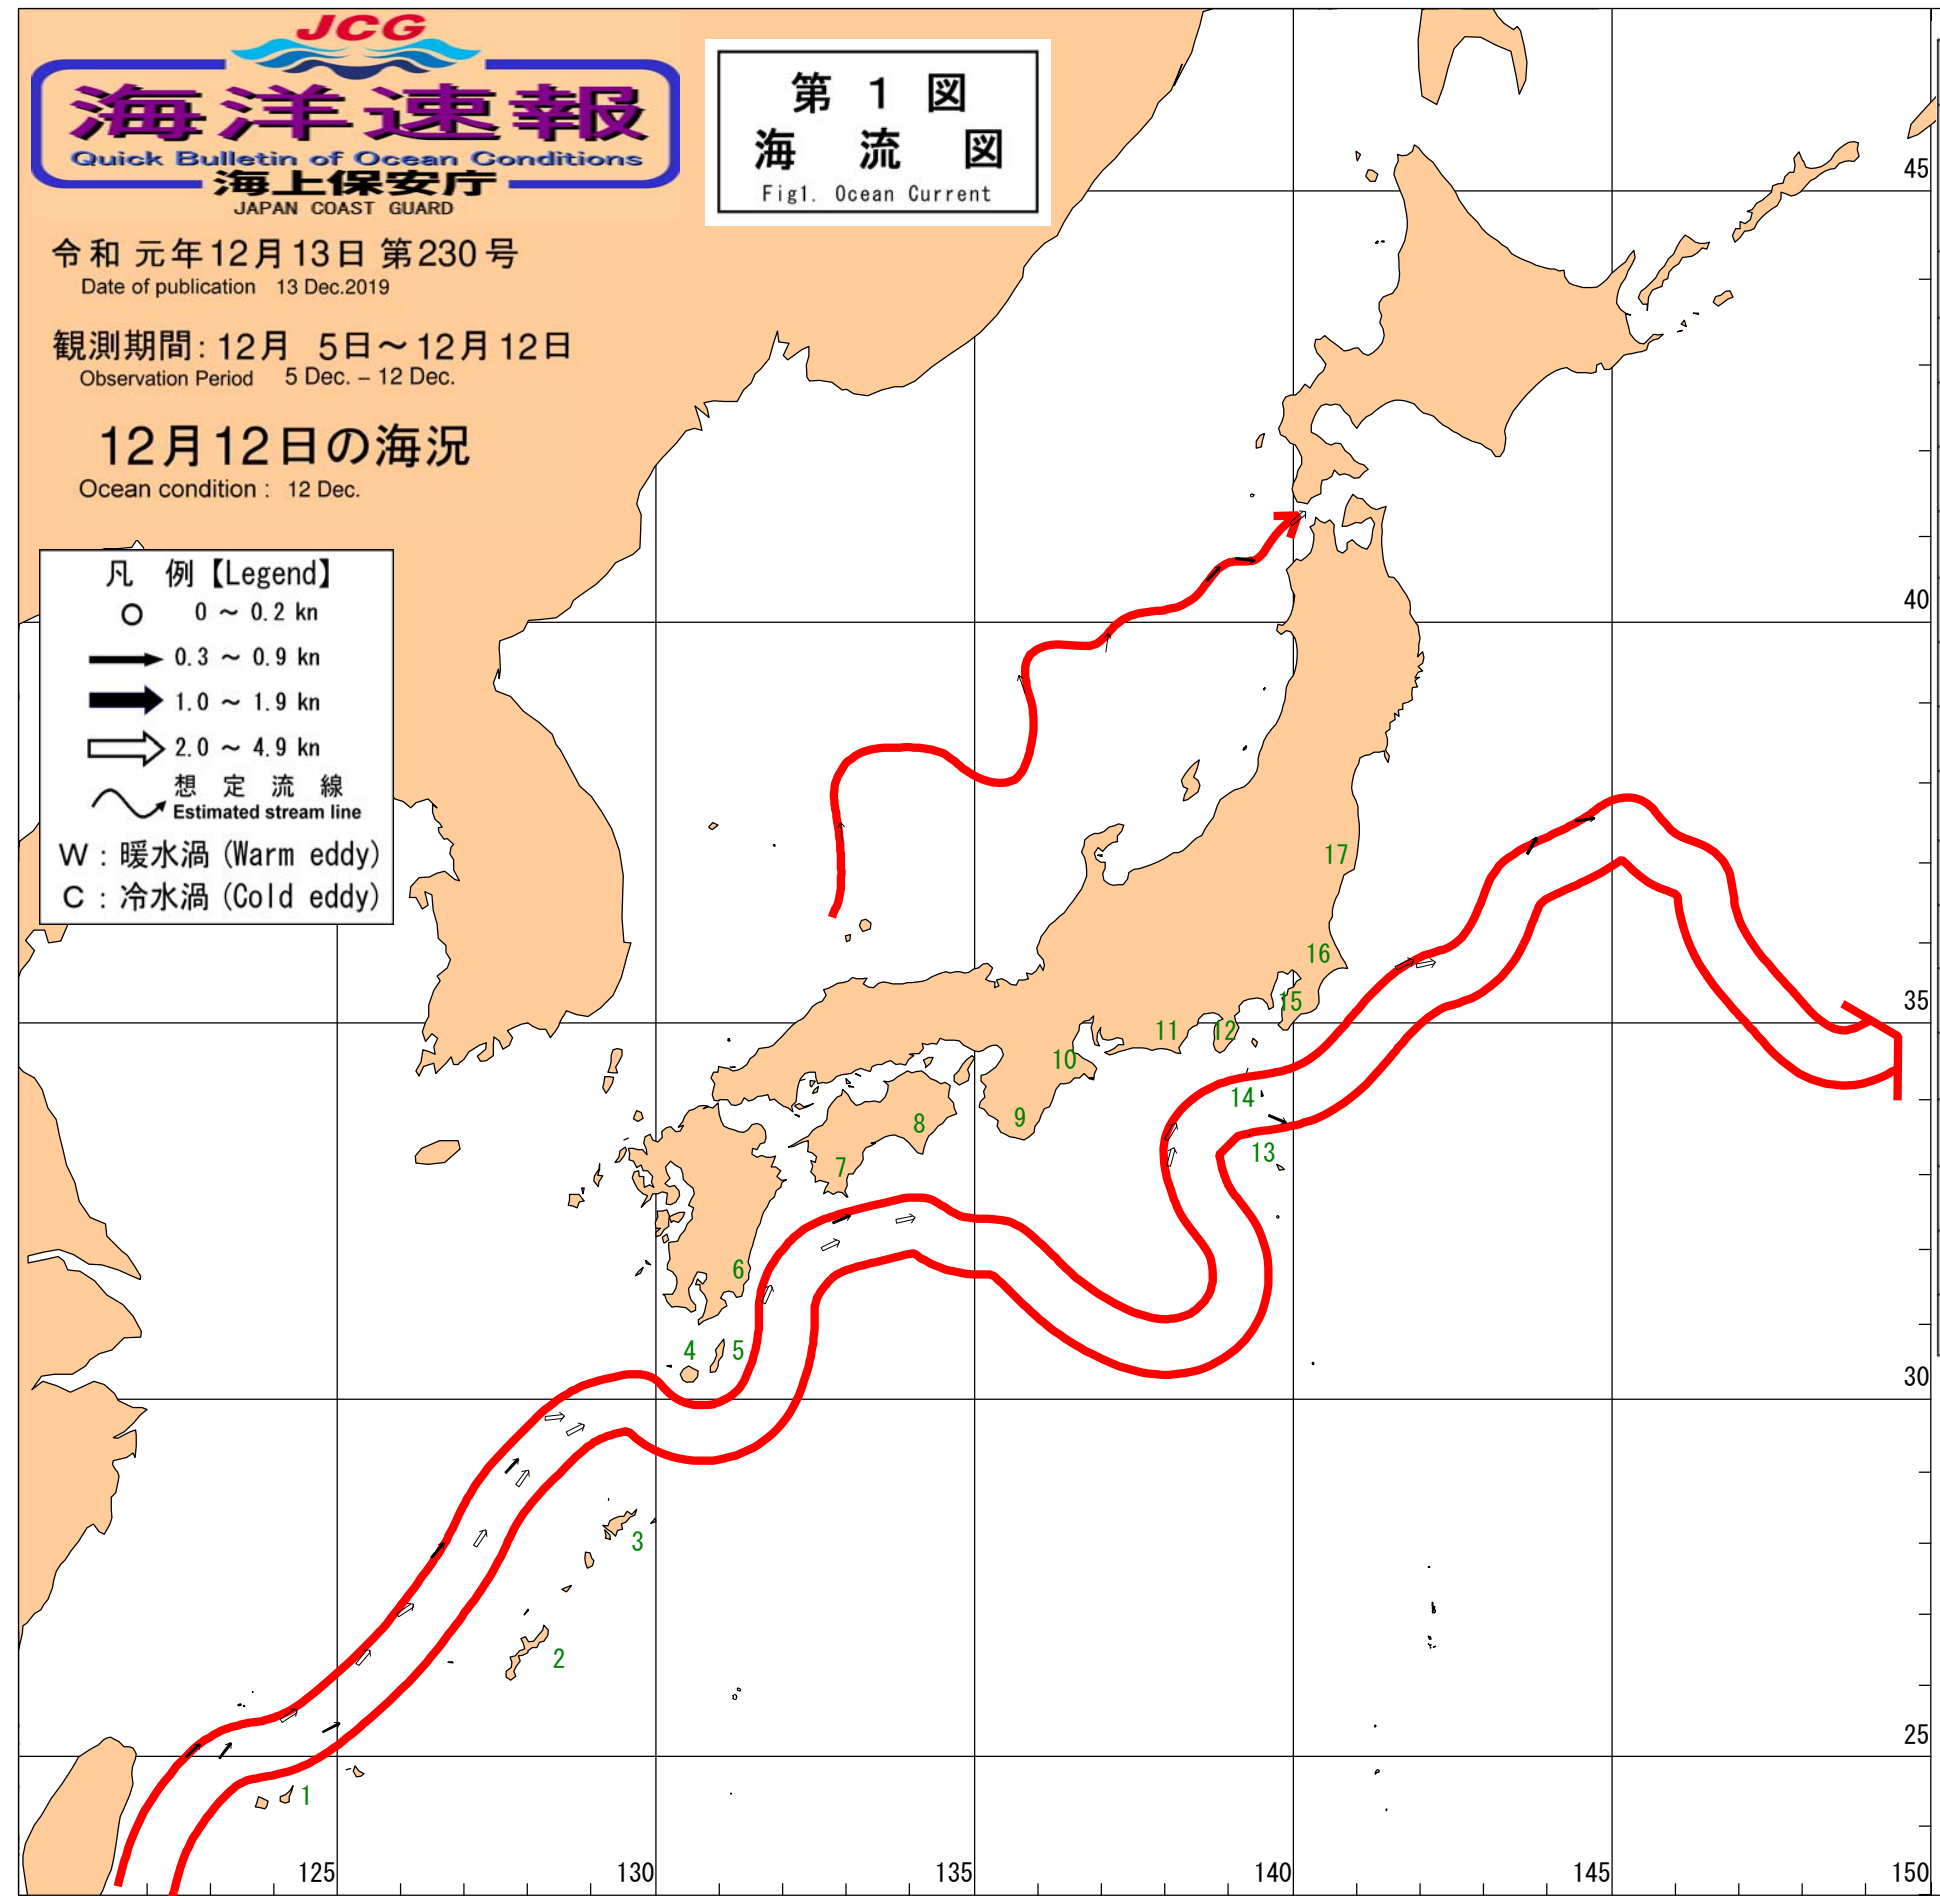 JCG
海洋速報
Quick Bulletin of Ocean Conditions
海上保安庁
JAPAN COAST GUARD
第 1 図
海 流 図
Fig1. Ocean Current
令和 元年12月13日 第230号
Date of publication 13 Dec.2019
観測期間: 12月 5日～12月12日
Observation Period 5 Dec. – 12 Dec.
12月12日の海況
Ocean condition : 12 Dec.
凡 例【Legend】
0 ～ 0.2 kn
0.3 ～ 0.9 kn
1.0 ～ 1.9 kn
2.0 ～ 4.9 kn
想 定 流 線
Estimated stream line
W : 暖水渦 (Warm eddy)
C : 冷水渦 (Cold eddy)
45
40
35
30
25
17
16
15
11
12
10
14
9
8
13
7
6
4
5
3
2
1
125
130
135
140
145
150